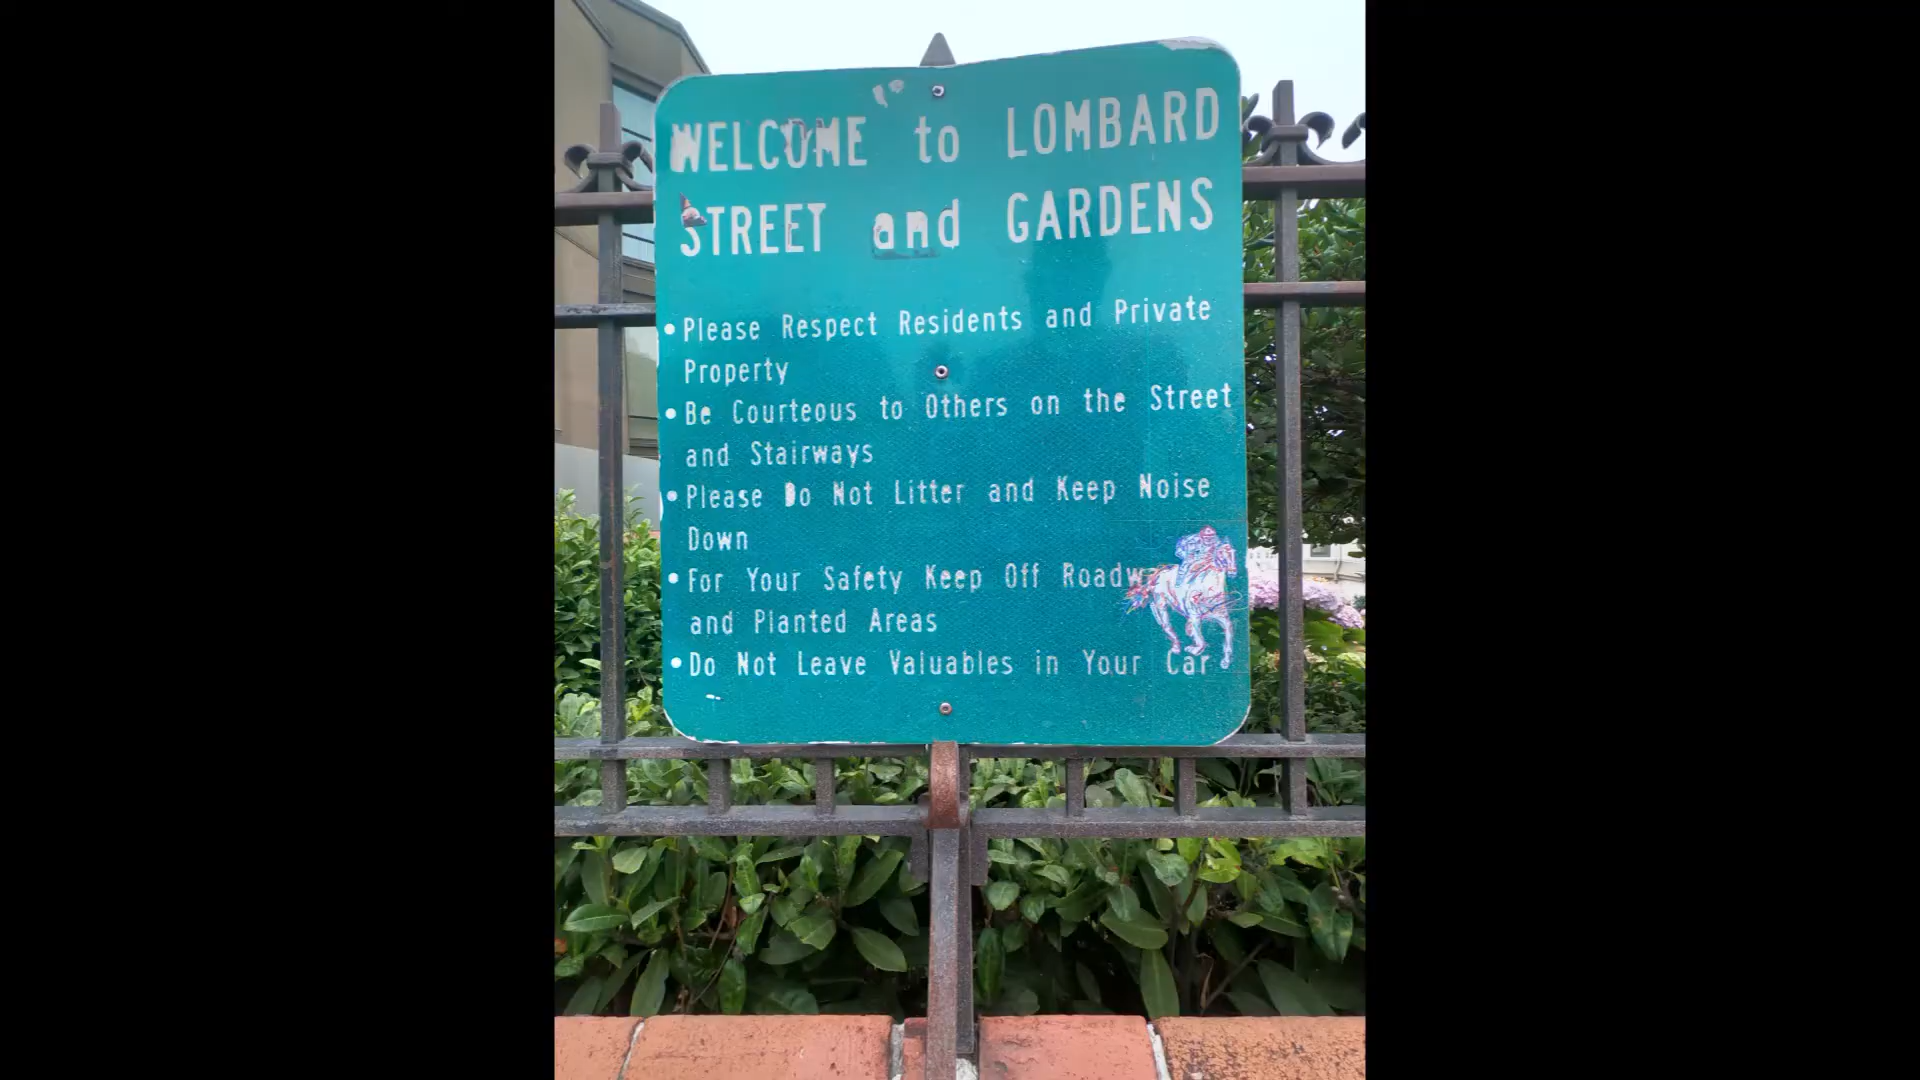 WELCOME to LOMBARD
STREET and GARDENS
• Please Respect Residents and Private
Property
• Be Courteous to Others on the Street
and Stairways
• Please Do Not Litter and Keep Noise
Down
• For Your Safety Keep Off
and Planted Areas
• Do Not Leave Valuables in Your Car